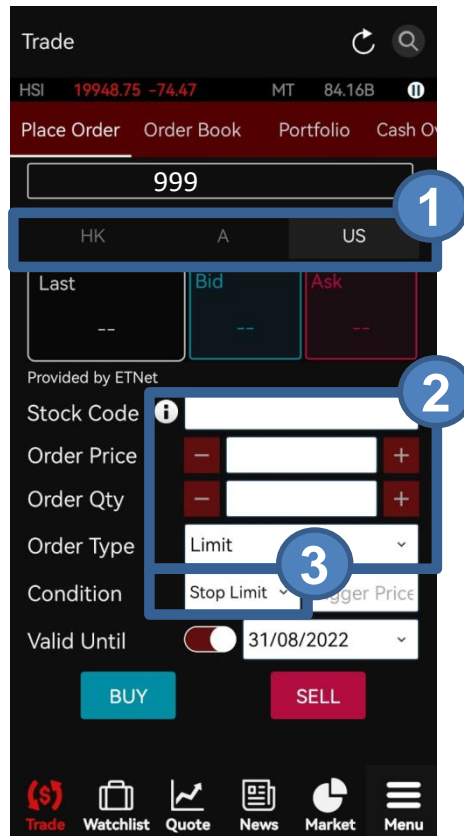 Trade
HSI 19948.75 -74.47 MT 84.16B
Place Order Order Book Portfolio Cash Ov
999
1
HK A US
Last Bid Ask
-- -- --
Provided by ETNet
2
Stock Code
Order Price − +
Order Qty − +
Order Type Limit
3
Condition Stop Limit Price
Valid Until 31/08/2022
BUY SELL
Trade Watchlist Quote News Market Menu